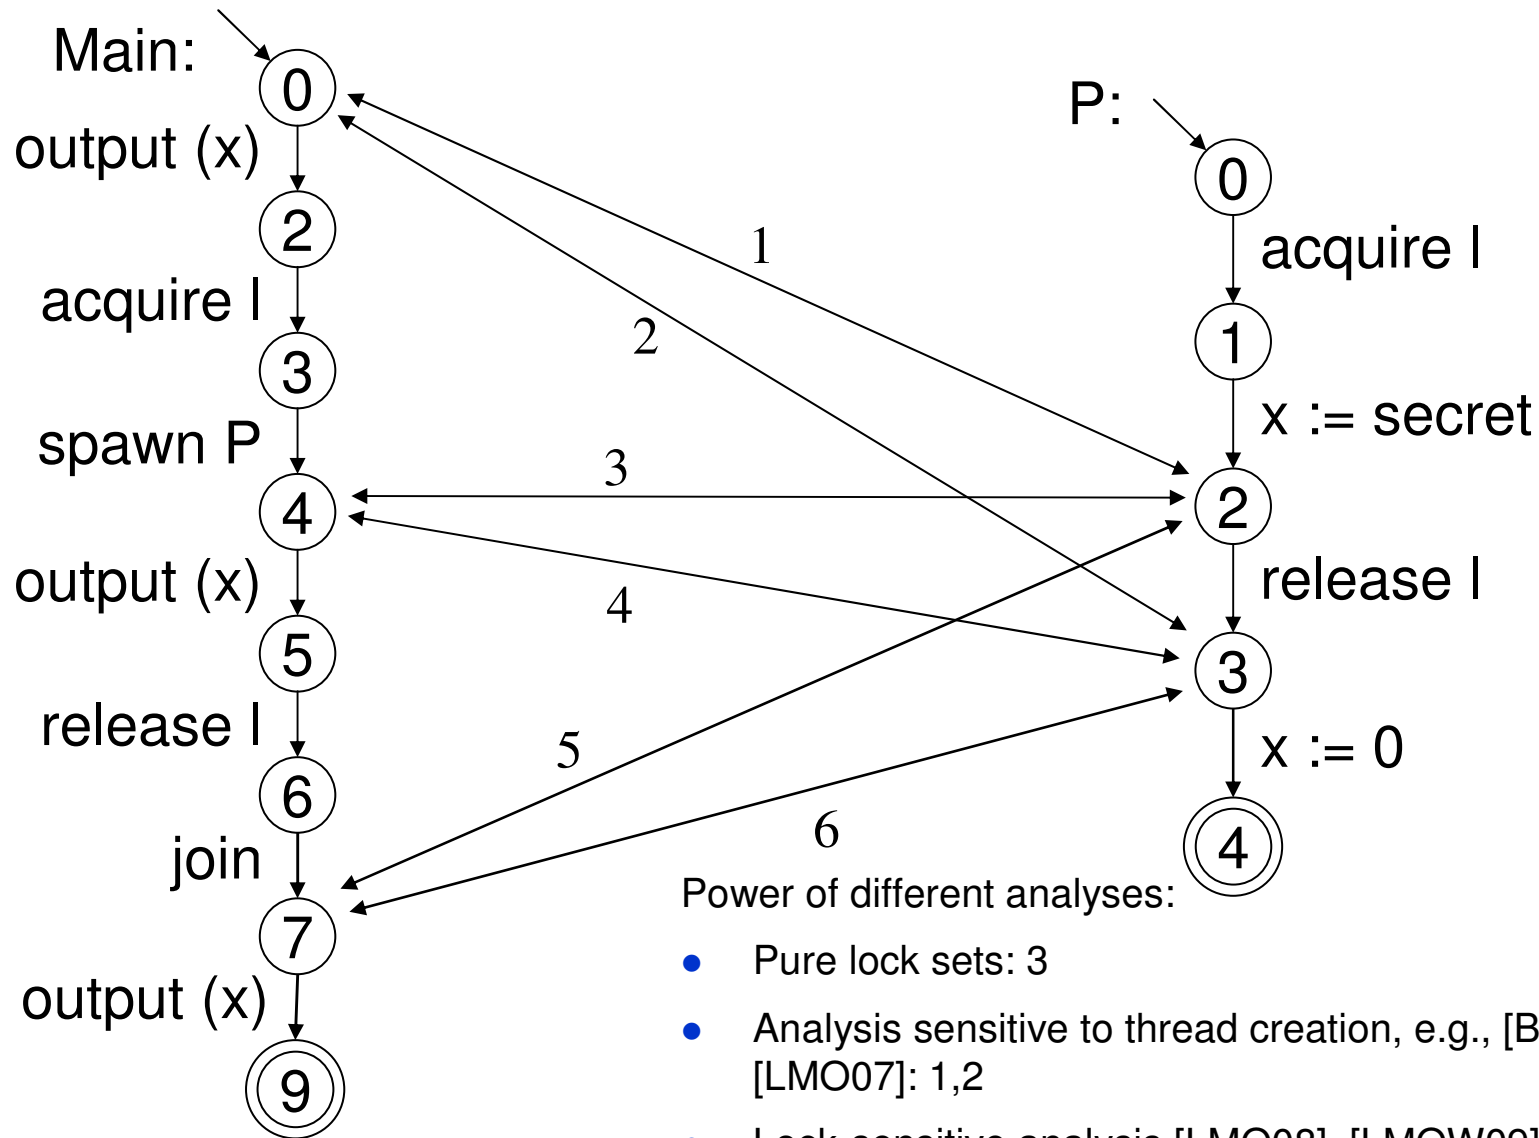 Main:
0
output (x)
2
acquire l
3
spawn P
4
output (x)
5
release l
6
join
7
output (x)
9
P:
0
acquire l
1
x := secret
2
release l
3
x := 0
4
1
2
3
4
5
6
Power of different analyses:
• Pure lock sets: 3
• Analysis sensitive to thread creation, e.g., [B
[LMO07]: 1,2